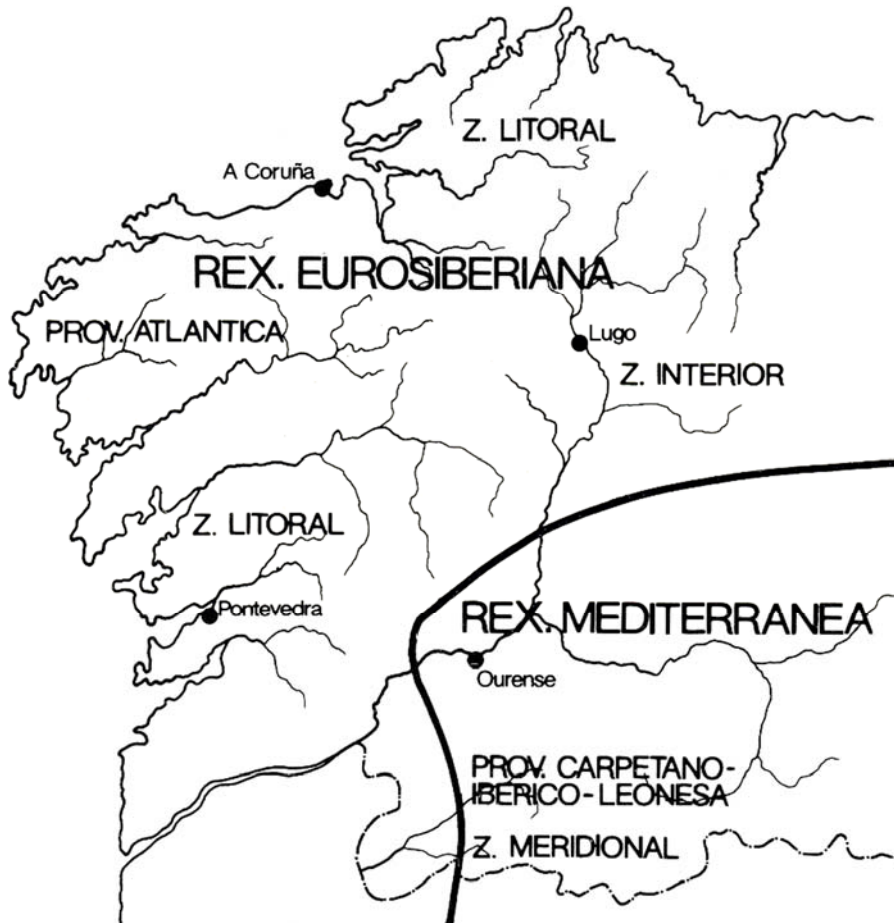 Z. LITORAL
A Coruña
REX. EUROSIBERIANA
PROV. ATLANTICA
Lugo
Z. INTERIOR
Z. LITORAL
Pontevedra
REX. MEDITERRANEA
Ourense
PROV. CARPETANO-
IBERICO-LEONESA
Z. MERIDIONAL